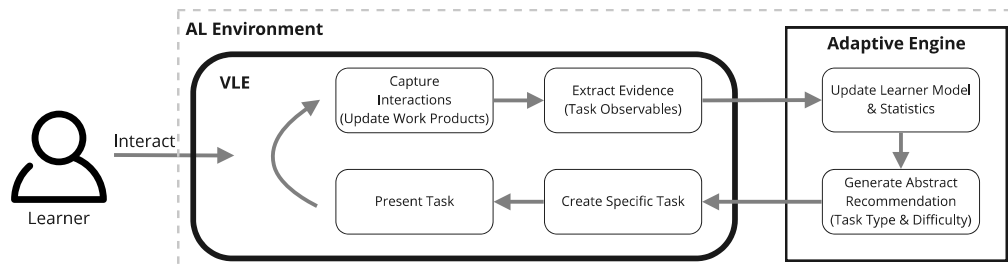 AL Environment
Adaptive Engine
VLE
Capture
Interactions
(Update Work Products)
Extract Evidence
(Task Observables)
Update Learner Model
& Statistics
Interact
Learner
Present Task
Create Specific Task
Generate Abstract
Recommendation
(Task Type & Difficulty)